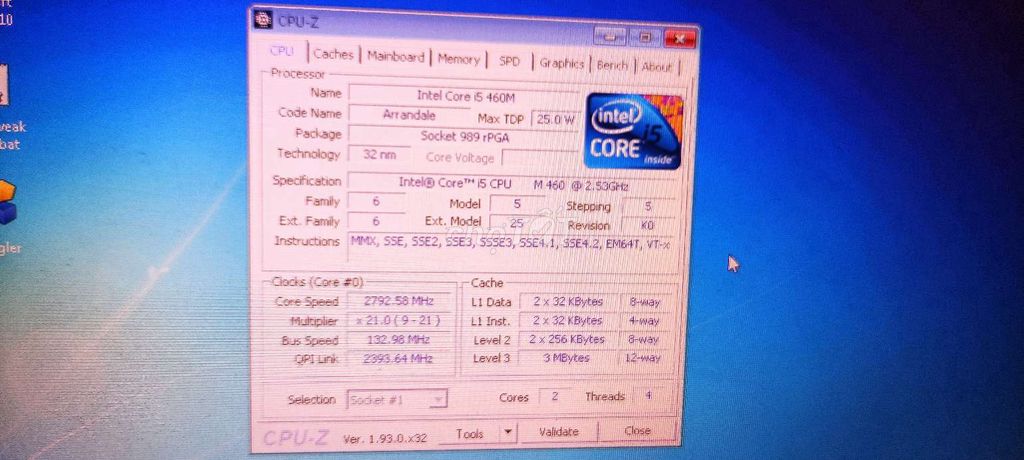 10
CPU-Z
CPU Caches Mainboard Memory SPD Graphics Bench About
Processor
Name Intel Core i5 460M
Code Name Arrandale Max TDP 25.0 W
Package Socket 989 rPGA
Technology 32 nm Core Voltage
intel CORE i5 inside
Specification Intel® Core™ i5 CPU M 460 @ 2.53GHz
Family 6 Model 5 Stepping 5
Ext. Family 6 Ext. Model 25 Revision K0
Instructions MMX, SSE, SSE2, SSE3, SSSE3, SSE4.1, SSE4.2, EM64T, VT-x
Clocks (Core #0) Cache
Core Speed 2792.58 MHz L1 Data 2 x 32 KBytes 8-way
Multiplier x 21.0 ( 9 - 21 ) L1 Inst. 2 x 32 KBytes 4-way
Bus Speed 132.98 MHz Level 2 2 x 256 KBytes 8-way
QPI Link 2393.64 MHz Level 3 3 MBytes 12-way
Selection Socket #1 Cores 2 Threads 4
CPU-Z Ver. 1.93.0.x32 Tools Validate Close